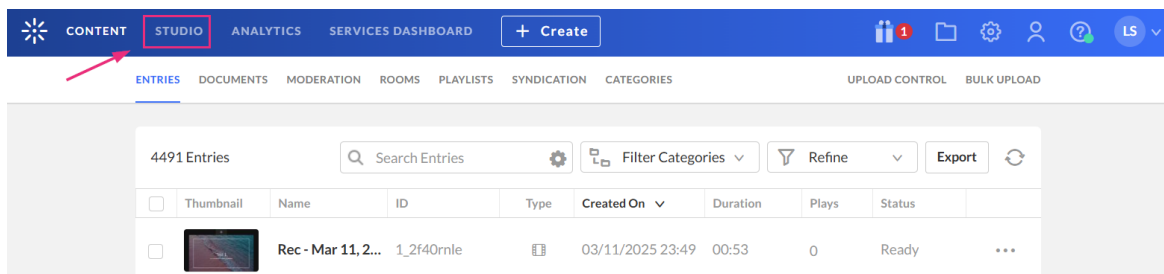 CONTENT STUDIO ANALYTICS SERVICES DASHBOARD + Create 1 LS
ENTRIES DOCUMENTS MODERATION ROOMS PLAYLISTS SYNDICATION CATEGORIES UPLOAD CONTROL BULK UPLOAD
4491 Entries Search Entries Filter Categories Refine Export
Thumbnail Name ID Type Created On Duration Plays Status
Rec - Mar 11, 2... 1_2f40rnle 03/11/2025 23:49 00:53 0 Ready